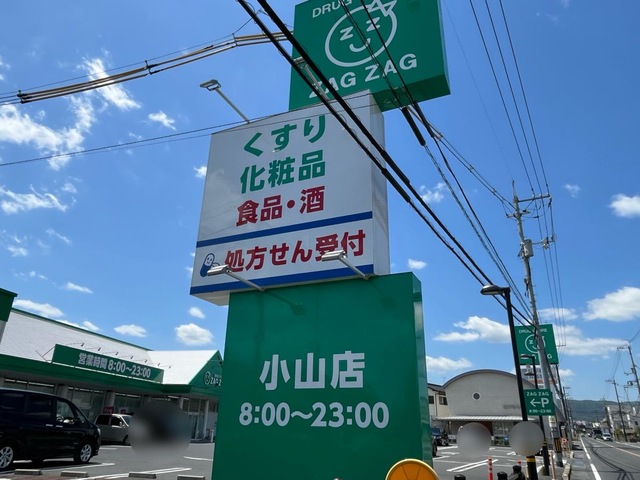 DRUG
ZAG ZAG
くすり
化粧品
食品・酒
処方せん受付
小山店
8:00～23:00
営業時間 8:00～23:00
DRUG
ZAG ZAG
←P